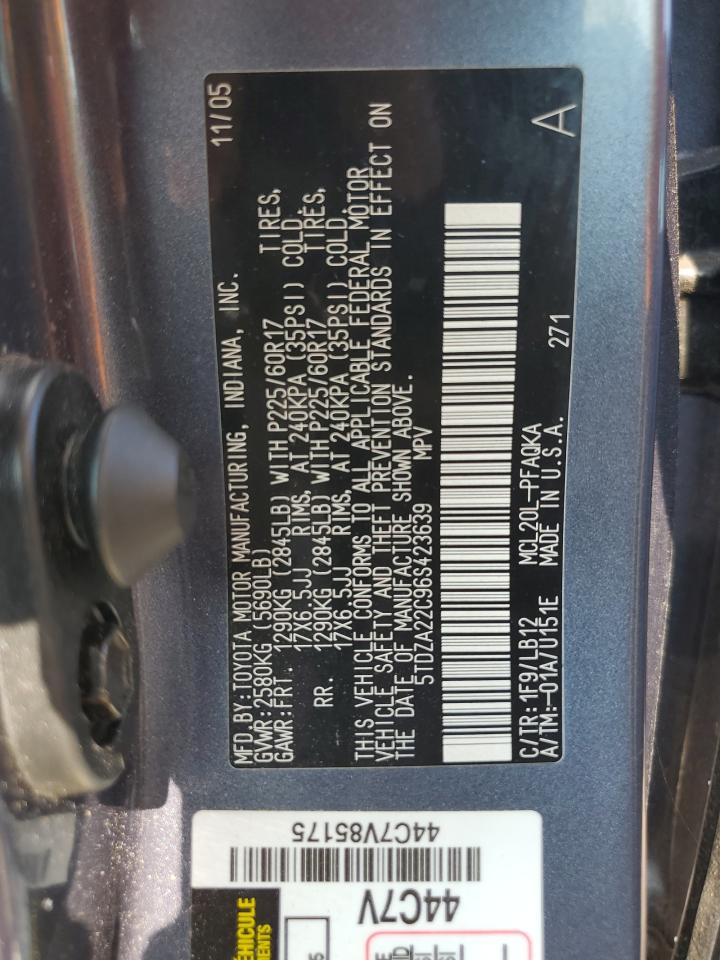 MFD.BY:TOYOTA MOTOR MANUFACTURING, INDIANA, INC. 11/05
GVWR:2580KG (5690LB)
GAWR:FRT. 1290KG (2845LB) WITH P225/60R17 TIRES,
17X6.5JJ RIMS, AT 240KPA (35PSI) COLD.
RR. 1290KG (2845LB) WITH P225/60R17 TIRES,
17X6.5JJ RIMS, AT 240KPA (35PSI) COLD.
THIS VEHICLE CONFORMS TO ALL APPLICABLE FEDERAL MOTOR
VEHICLE SAFETY AND THEFT PREVENTION STANDARDS IN EFFECT ON
THE DATE OF MANUFACTURE SHOWN ABOVE.
5TDZA22C96S423639 MPV
C/TR:1F9/LB12 MCL20L-PFAQKA
A/TM:-01A/U151E MADE IN U.S.A. 271 A
44C7V85175
44C7V
ÉHICULE